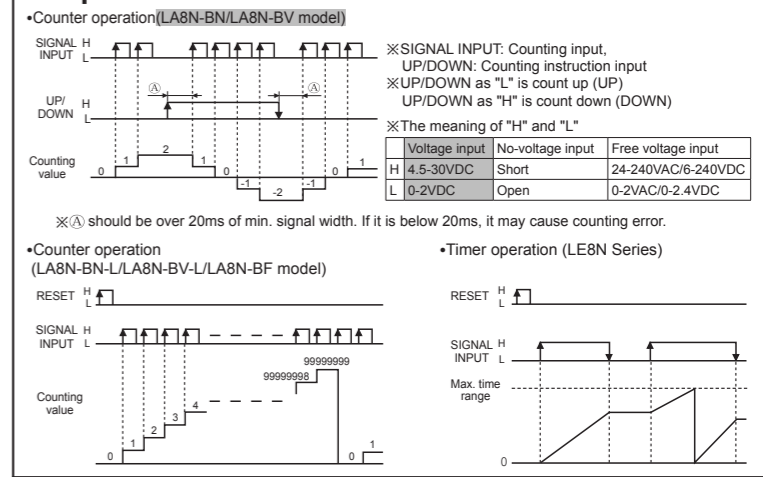 •Counter operation(LA8N-BN/LA8N-BV model)
SIGNAL H
INPUT L
UP/ H
DOWN L
Ⓐ Ⓐ
Counting
value
0 1 2 1 0 -1 -2 -1 0 1
※SIGNAL INPUT: Counting input,
UP/DOWN: Counting instruction input
※UP/DOWN as "L" is count up (UP)
UP/DOWN as "H" is count down (DOWN)
※The meaning of "H" and "L"
Voltage input No-voltage input Free voltage input
H 4.5-30VDC Short 24-240VAC/6-240VDC
L 0-2VDC Open 0-2VAC/0-2.4VDC
※Ⓐ should be over 20ms of min. signal width. If it is below 20ms, it may cause counting error.
•Counter operation
(LA8N-BN-L/LA8N-BV-L/LA8N-BF model)
RESET H
L
SIGNAL H
INPUT L
Counting
value
0 1 2 3 4 99999998 99999999 0 1
•Timer operation (LE8N Series)
RESET H
L
SIGNAL H
INPUT L
Max. time
range
0